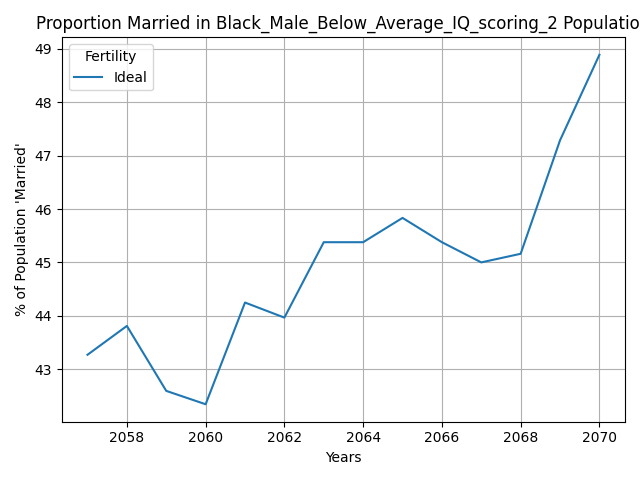 Proportion Married in Black_Male_Below_Average_IQ_scoring_2 Populatio
Fertility
Ideal
% of Population 'Married'
49
48
47
46
45
44
43
2058 2060 2062 2064 2066 2068 2070
Years